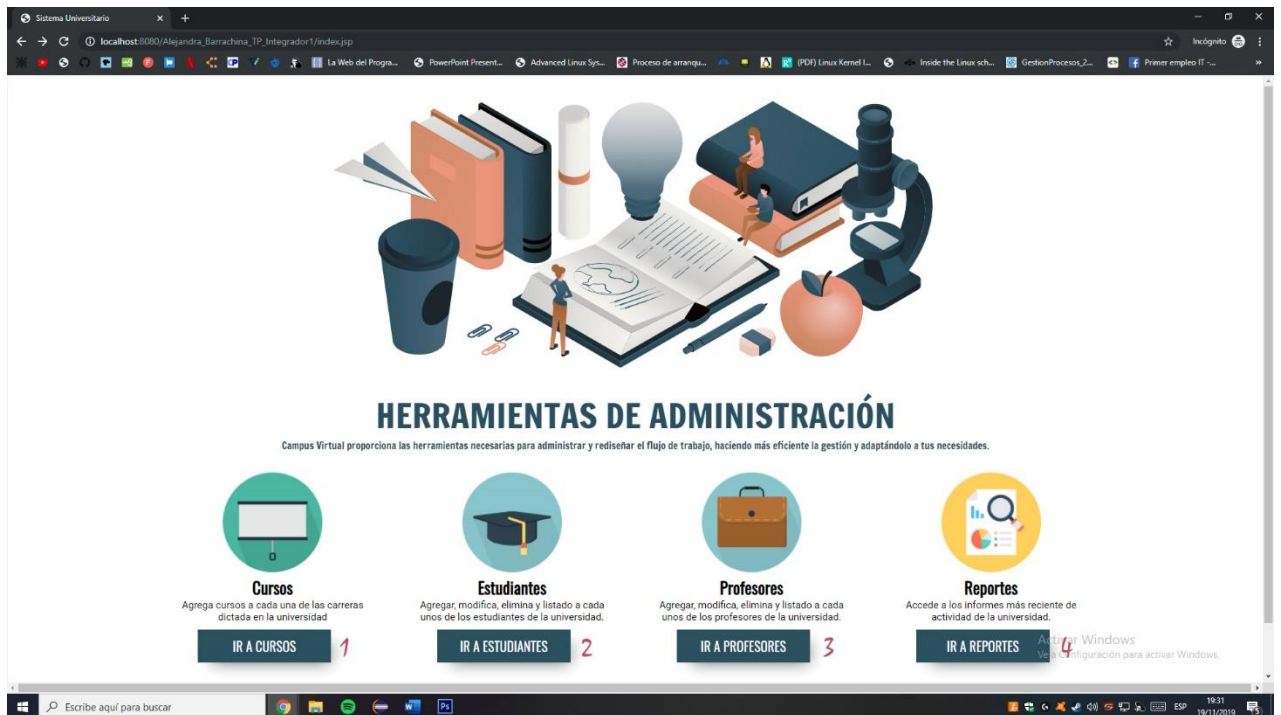 Sistema Universitario
localhost:8080/Alejandra_Barrachina_TP_Integrador1/index.jsp
Incógnito
La Web del Progra...
PowerPoint Present...
Advanced Linux Sys...
Proceso de arranqu...
(PDF) Linux Kernel I...
Inside the Linux sch...
GestionProcesos_2...
Primer empleo IT -...
HERRAMIENTAS DE ADMINISTRACIÓN
Campus Virtual proporciona las herramientas necesarias para administrar y rediseñar el flujo de trabajo, haciendo más eficiente la gestión y adaptándolo a tus necesidades.
Cursos
Agrega cursos a cada una de las carreras
dictada en la universidad
IR A CURSOS 1
Estudiantes
Agregar, modifica, elimina y listado a cada
unos de los estudiantes de la universidad.
IR A ESTUDIANTES 2
Profesores
Agregar, modifica, elimina y listado a cada
unos de los profesores de la universidad.
IR A PROFESORES 3
Reportes
Accede a los informes más reciente de
actividad de la universidad.
IR A REPORTES 4
Activar Windows
Ve a Configuración para activar Windows.
Escribe aquí para buscar
W
Ps
ESP
19:31
19/11/2019